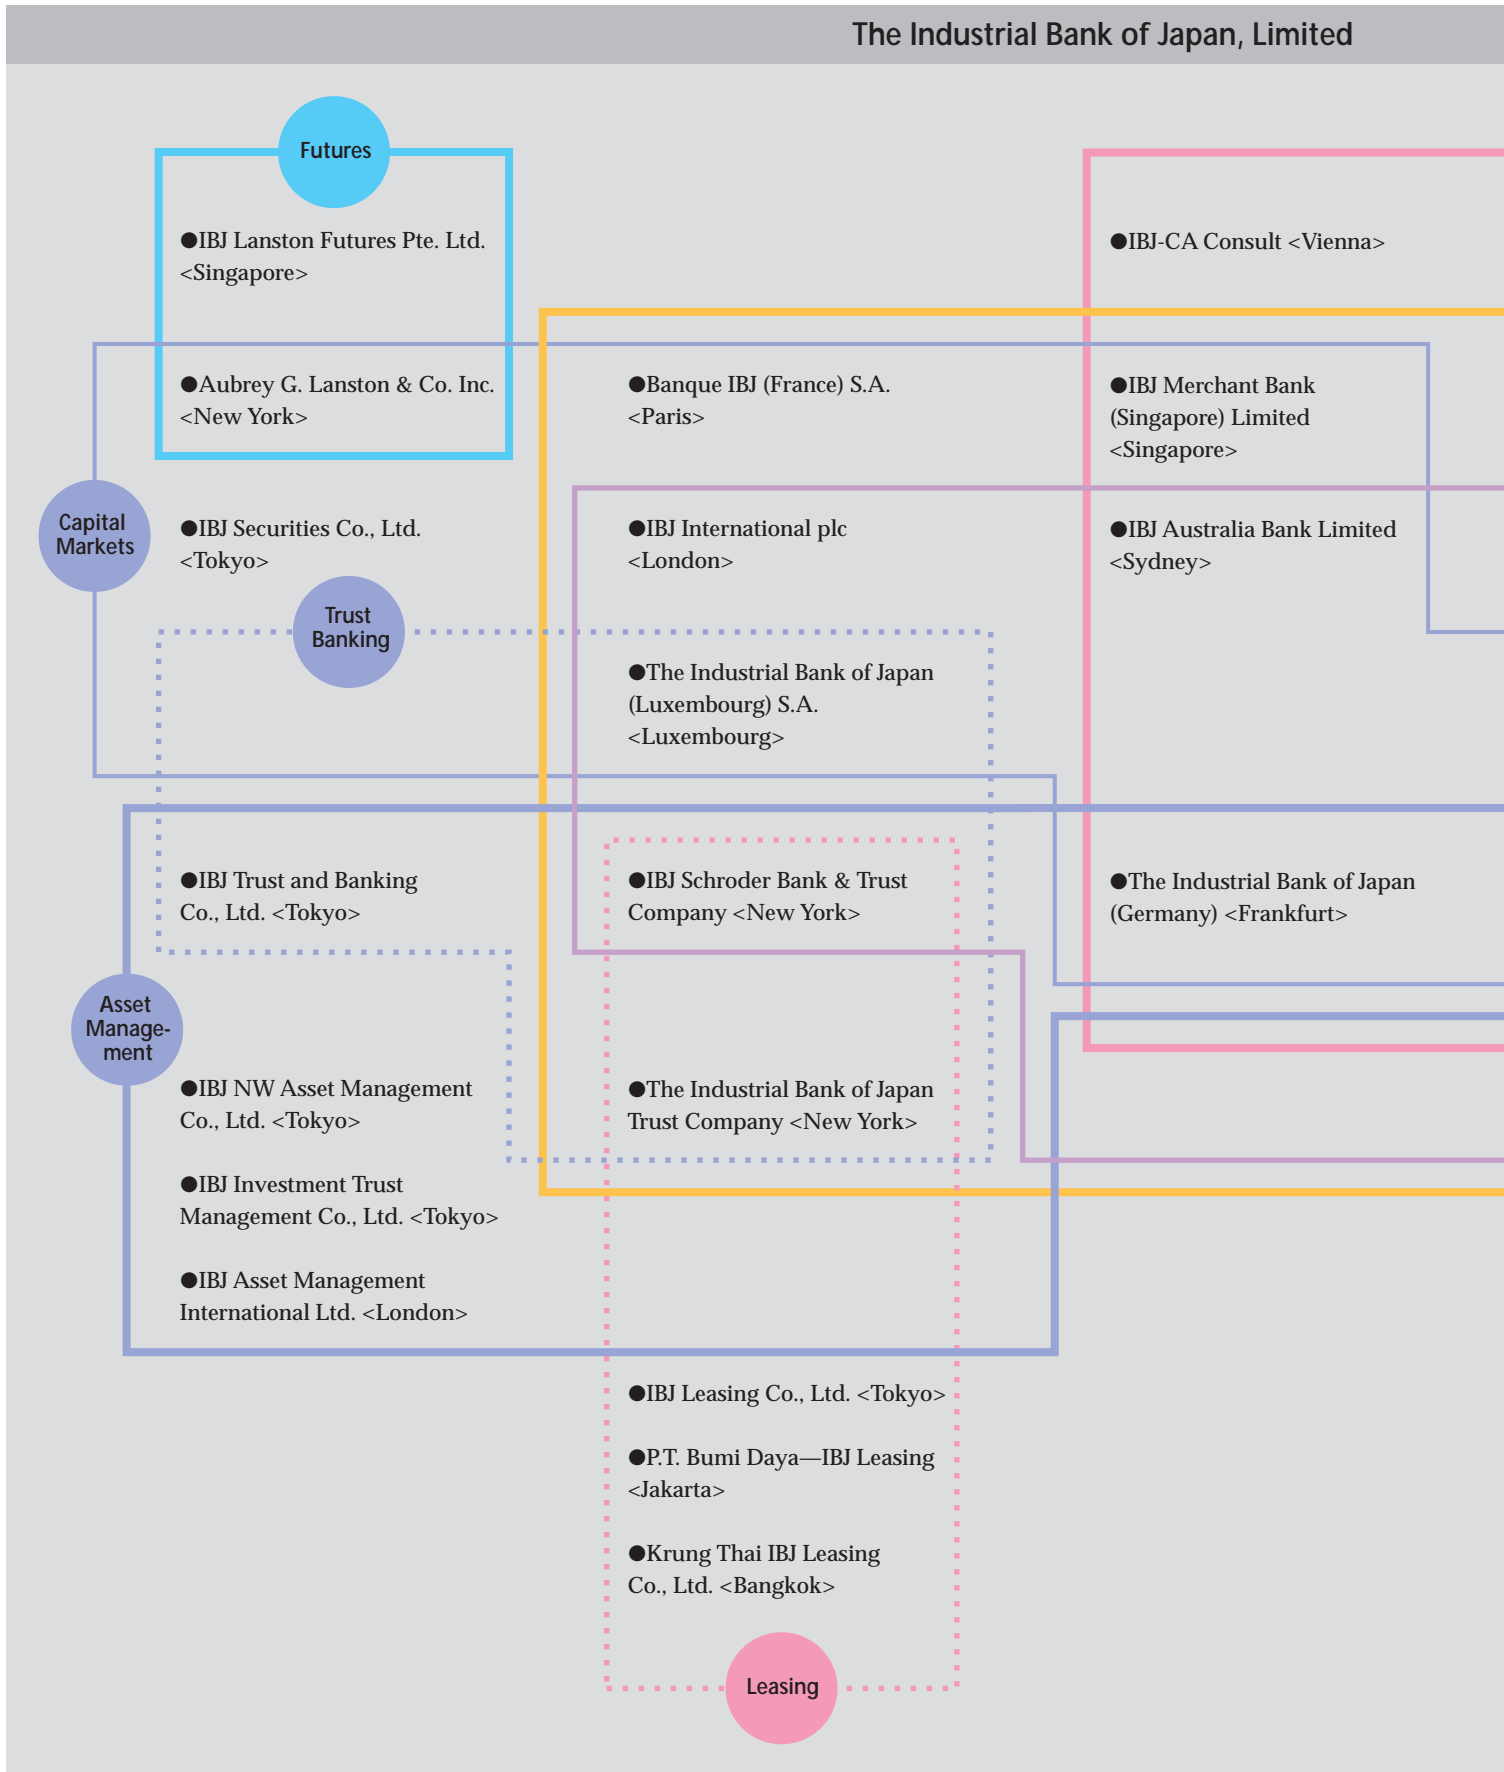 The Industrial Bank of Japan, Limited
Futures
●IBJ Lanston Futures Pte. Ltd.
<Singapore>
●Aubrey G. Lanston & Co. Inc.
<New York>
Capital
Markets
●IBJ Securities Co., Ltd.
<Tokyo>
Trust
Banking
●IBJ Trust and Banking
Co., Ltd. <Tokyo>
Asset
Manage-
ment
●IBJ NW Asset Management
Co., Ltd. <Tokyo>
●IBJ Investment Trust
Management Co., Ltd. <Tokyo>
●IBJ Asset Management
International Ltd. <London>
●Banque IBJ (France) S.A.
<Paris>
●IBJ International plc
<London>
●The Industrial Bank of Japan
(Luxembourg) S.A.
<Luxembourg>
●IBJ Schroder Bank & Trust
Company <New York>
●The Industrial Bank of Japan
Trust Company <New York>
●IBJ Leasing Co., Ltd. <Tokyo>
●P.T. Bumi Daya—IBJ Leasing
<Jakarta>
●Krung Thai IBJ Leasing
Co., Ltd. <Bangkok>
Leasing
●IBJ-CA Consult <Vienna>
●IBJ Merchant Bank
(Singapore) Limited
<Singapore>
●IBJ Australia Bank Limited
<Sydney>
●The Industrial Bank of Japan
(Germany) <Frankfurt>